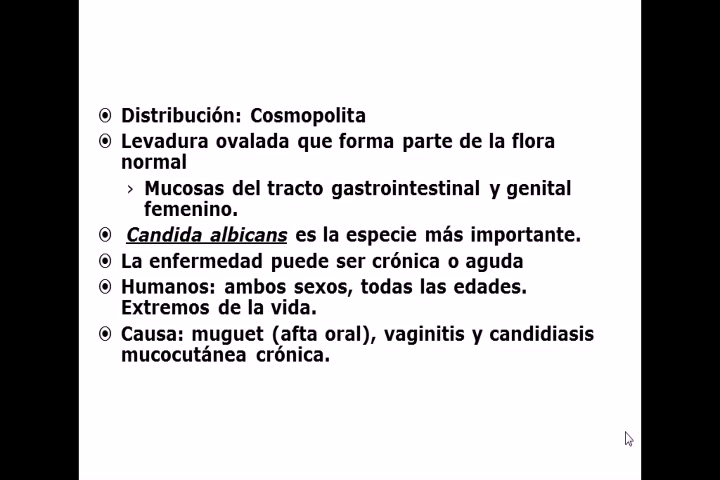 Distribución: Cosmopolita
Levadura ovalada que forma parte de la flora
normal
› Mucosas del tracto gastrointestinal y genital
femenino.
Candida albicans es la especie más importante.
La enfermedad puede ser crónica o aguda
Humanos: ambos sexos, todas las edades.
Extremos de la vida.
Causa: muguet (afta oral), vaginitis y candidiasis
mucocutánea crónica.